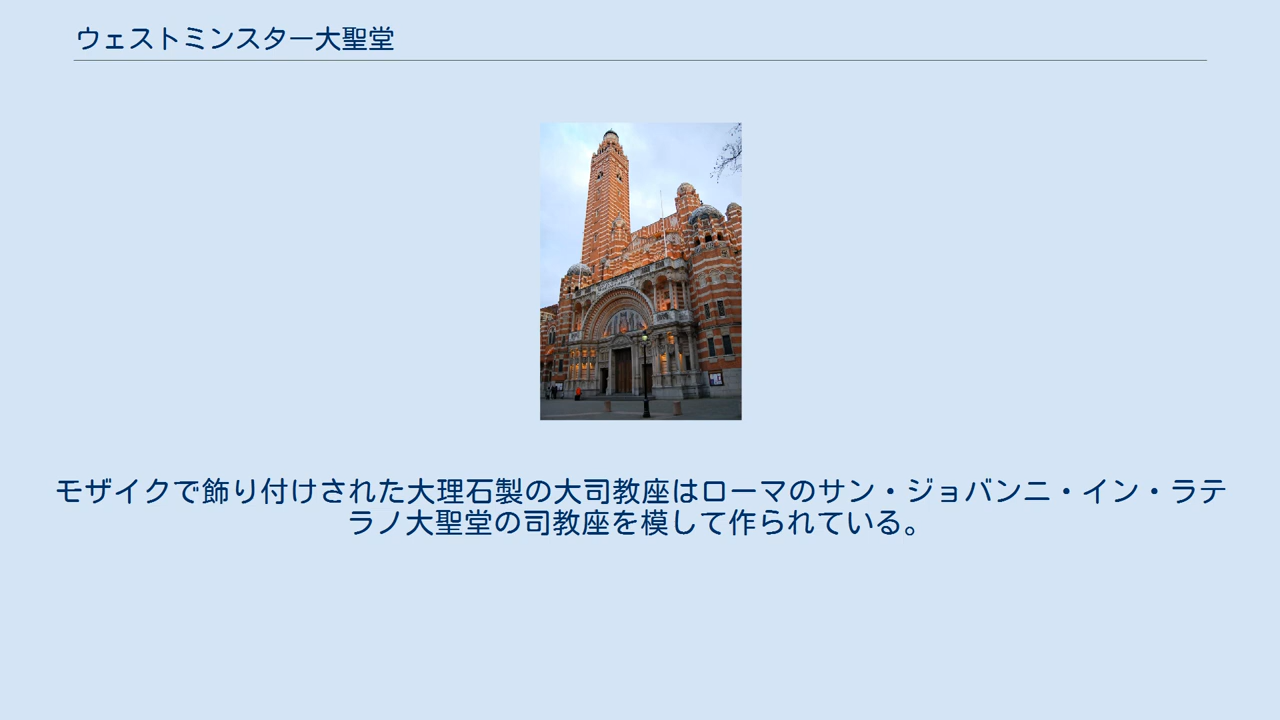 ウェストミンスター大聖堂
モザイクで飾り付けされた大理石製の大司教座はローマのサン・ジョバンニ・イン・ラテ
ラノ大聖堂の司教座を模して作られている。